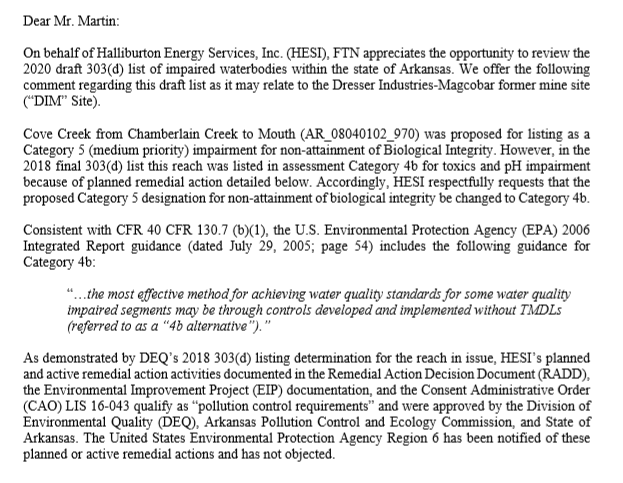 Dear Mr. Martin:
On behalf of Halliburton Energy Services, Inc. (HESI), FTN appreciates the opportunity to review the
2020 draft 303(d) list of impaired waterbodies within the state of Arkansas. We offer the following
comment regarding this draft list as it may relate to the Dresser Industries-Magcobar former mine site
("DIM" Site).
Cove Creek from Chamberlain Creek to Mouth (AR_08040102_970) was proposed for listing as a
Category 5 (medium priority) impairment for non-attainment of Biological Integrity. However, in the
2018 final 303(d) list this reach was listed in assessment Category 4b for toxics and pH impairment
because of planned remedial action detailed below. Accordingly, HESI respectfully requests that the
proposed Category 5 designation for non-attainment of biological integrity be changed to Category 4b.
Consistent with CFR 40 CFR 130.7 (b)(1), the U.S. Environmental Protection Agency (EPA) 2006
Integrated Report guidance (dated July 29, 2005; page 54) includes the following guidance for
Category 4b:
"…the most effective method for achieving water quality standards for some water quality
impaired segments may be through controls developed and implemented without TMDLs
(referred to as a "4b alternative")."
As demonstrated by DEQ's 2018 303(d) listing determination for the reach in issue, HESI's planned
and active remedial action activities documented in the Remedial Action Decision Document (RADD),
the Environmental Improvement Project (EIP) documentation, and the Consent Administrative Order
(CAO) LIS 16-043 qualify as "pollution control requirements" and were approved by the Division of
Environmental Quality (DEQ), Arkansas Pollution Control and Ecology Commission, and State of
Arkansas. The United States Environmental Protection Agency Region 6 has been notified of these
planned or active remedial actions and has not objected.